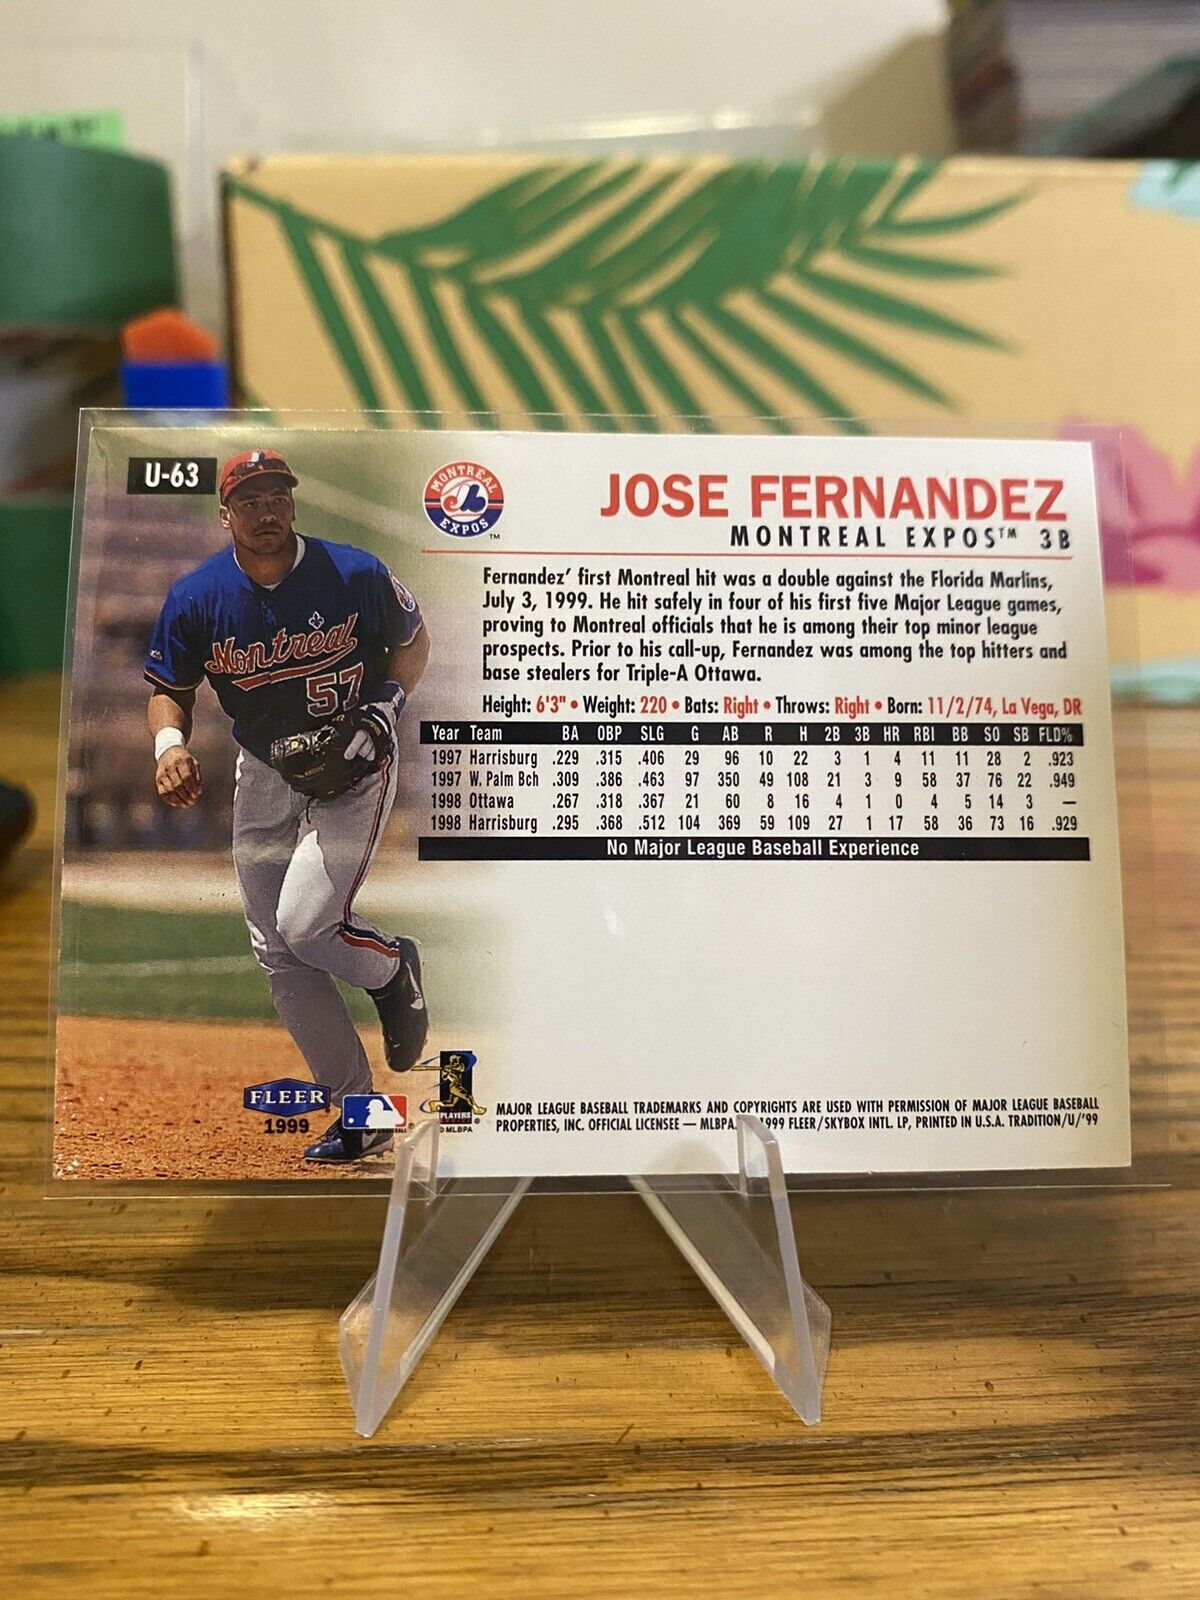 U-63
MONTRÉAL
EXPOS
™
JOSE FERNANDEZ
MONTREAL EXPOS™ 3B
Fernandez' first Montreal hit was a double against the Florida Marlins,
July 3, 1999. He hit safely in four of his first five Major League games,
proving to Montreal officials that he is among their top minor league
prospects. Prior to his call-up, Fernandez was among the top hitters and
base stealers for Triple-A Ottawa.
Height: 6'3" • Weight: 220 • Bats: Right • Throws: Right • Born: 11/2/74, La Vega, DR
Year Team BA OBP SLG G AB R H 2B 3B HR RBI BB SO SB FLD%
1997 Harrisburg .229 .315 .406 29 96 10 22 3 1 4 11 11 28 2 .923
1997 W. Palm Bch .309 .386 .463 97 350 49 108 21 3 9 58 37 76 22 .949
1998 Ottawa .267 .318 .367 21 60 8 16 4 1 0 4 5 14 3 —
1998 Harrisburg .295 .368 .512 104 369 59 109 27 1 17 58 36 73 16 .929
No Major League Baseball Experience
Montreal
57
FLEER
1999
PLAYERS
MLBPA
MAJOR LEAGUE BASEBALL TRADEMARKS AND COPYRIGHTS ARE USED WITH PERMISSION OF MAJOR LEAGUE BASEBALL
PROPERTIES, INC. OFFICIAL LICENSEE — MLBPA. 1999 FLEER/SKYBOX INTL. LP, PRINTED IN U.S.A. TRADITION/U/'99